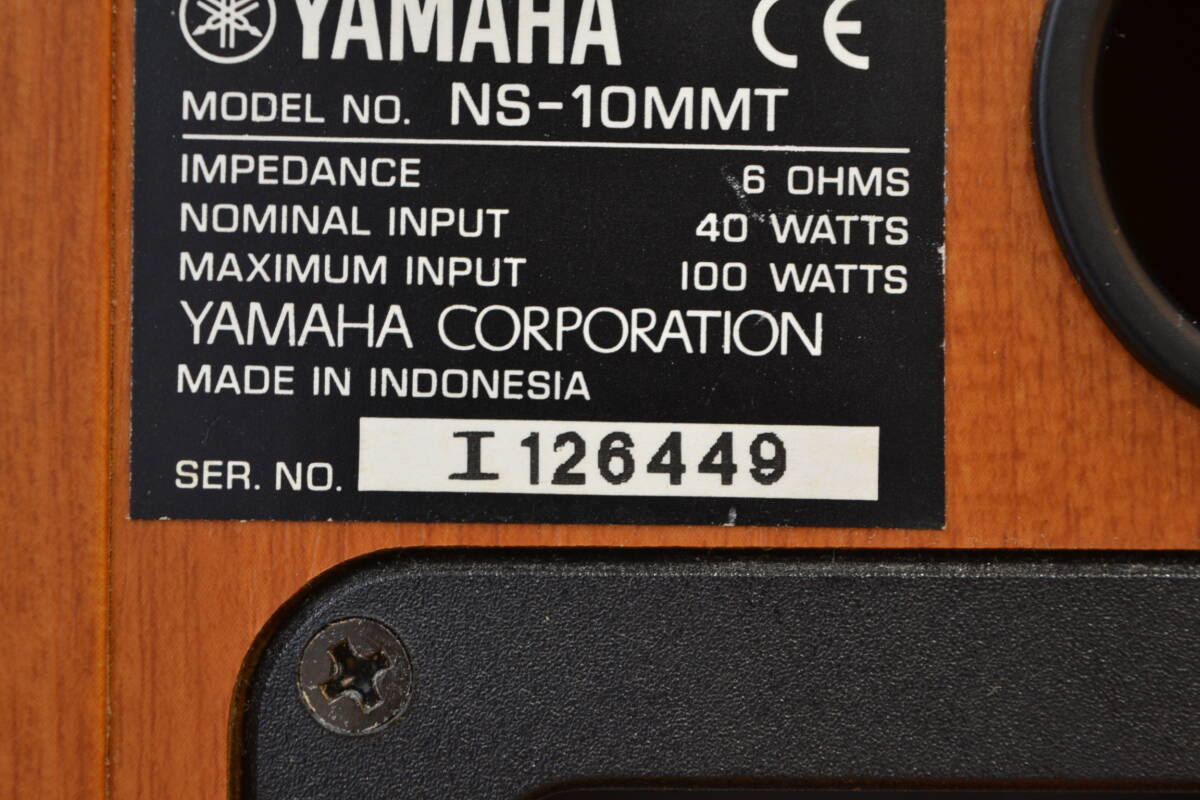 YAMAHA CE
MODEL NO. NS-10MMT
IMPEDANCE 6 OHMS
NOMINAL INPUT 40 WATTS
MAXIMUM INPUT 100 WATTS
YAMAHA CORPORATION
MADE IN INDONESIA
SER. NO. I126449